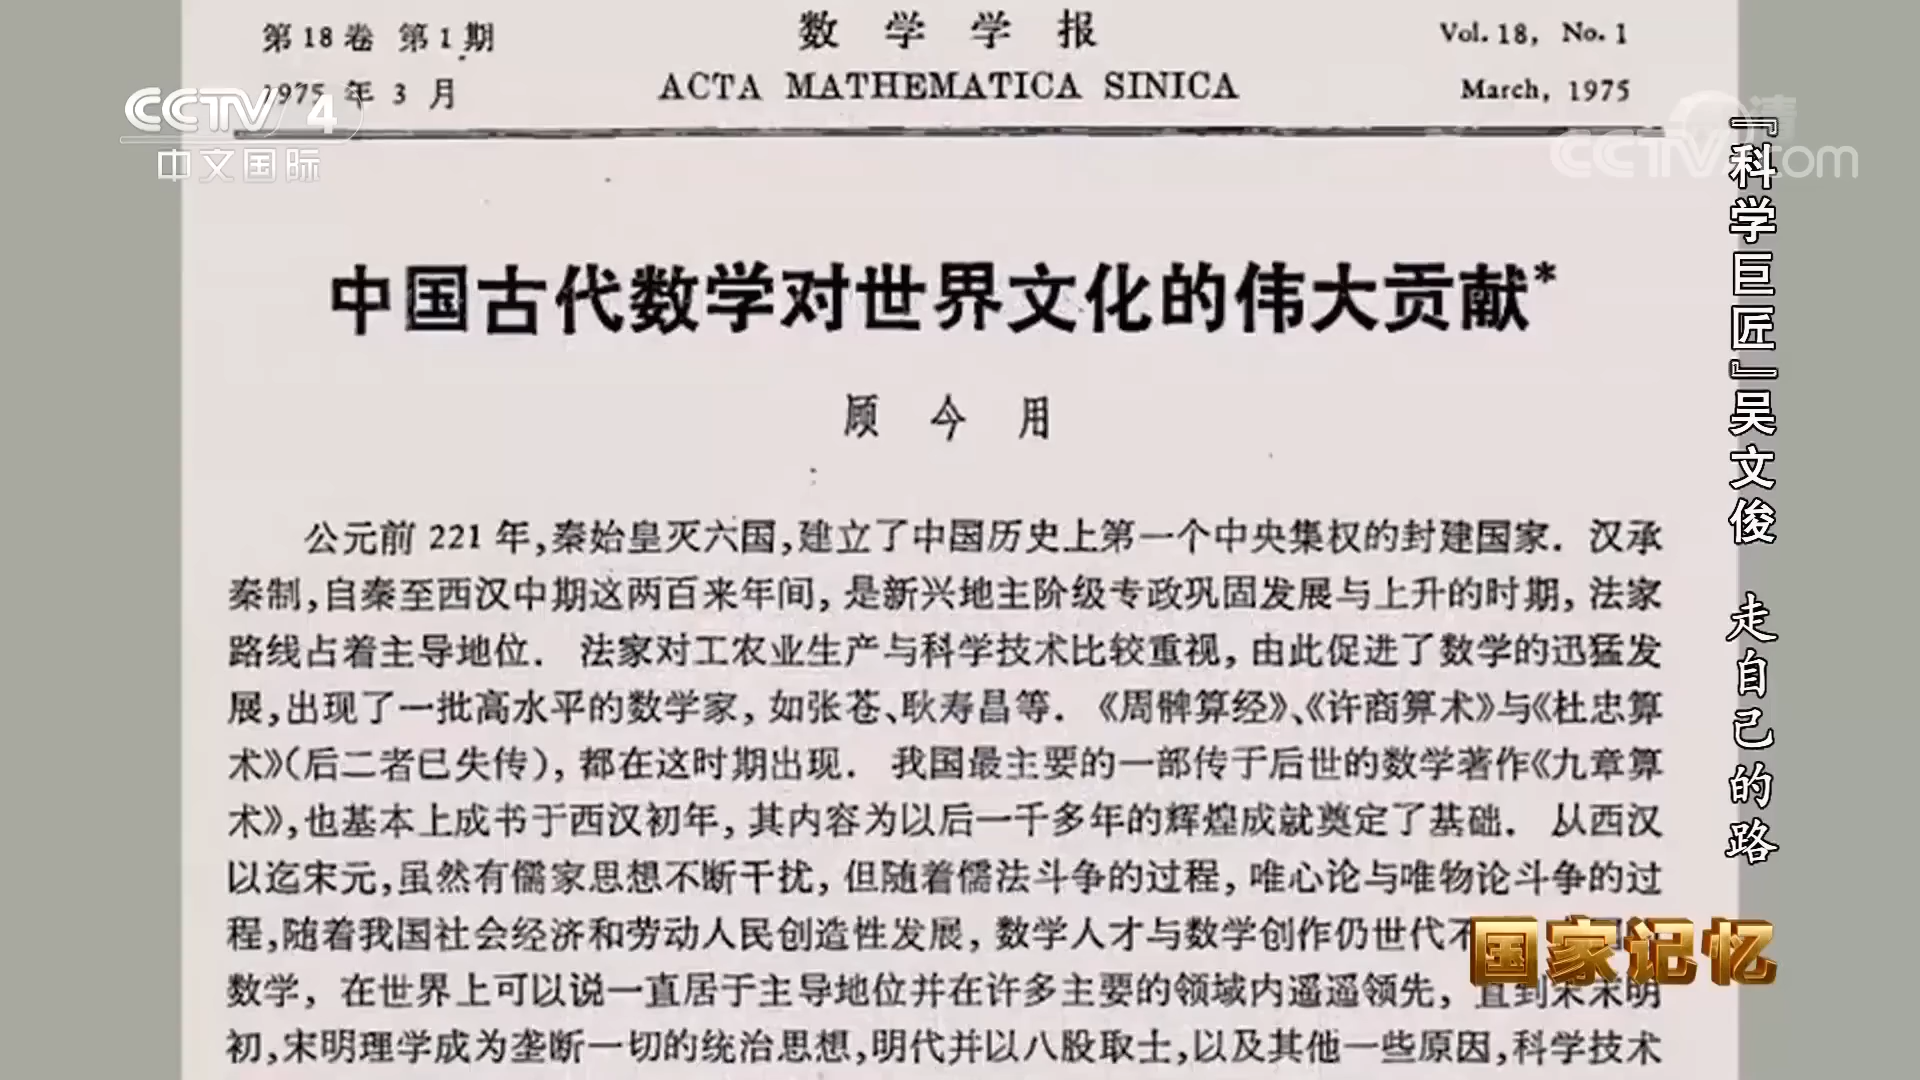 第18卷 第1期
数学学报
Vol. 18, No. 1
1975年3月
ACTA MATHEMATICA SINICA
March, 1975
CCTV 4
中文国际
CCTV.com
中国古代数学对世界文化的伟大贡献*
顾今用
公元前 221 年,秦始皇灭六国,建立了中国历史上第一个中央集权的封建国家. 汉承
秦制,自秦至西汉中期这两百来年间,是新兴地主阶级专政巩固发展与上升的时期,法家
路线占着主导地位. 法家对工农业生产与科学技术比较重视,由此促进了数学的迅猛发
展,出现了一批高水平的数学家,如张苍、耿寿昌等.《周髀算经》、《许商算术》与《杜忠算
术》(后二者已失传),都在这时期出现. 我国最主要的一部传于后世的数学著作《九章算
术》,也基本上成书于西汉初年,其内容为以后一千多年的辉煌成就奠定了基础. 从西汉
以迄宋元,虽然有儒家思想不断干扰,但随着儒法斗争的过程,唯心论与唯物论斗争的过
程,随着我国社会经济和劳动人民创造性发展,数学人才与数学创作仍世代不
数学,在世界上可以说一直居于主导地位并在许多主要的领域内遥遥领先,直到宋末明
初,宋明理学成为垄断一切的统治思想,明代并以八股取士,以及其他一些原因,科学技术
『科学巨匠』吴文俊 走自己的路
国家记忆